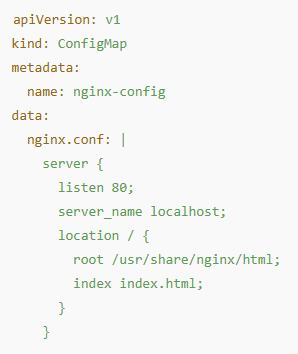 apiVersion: v1
kind: ConfigMap
metadata:
  name: nginx-config
data:
  nginx.conf: |
    server {
      listen 80;
      server_name localhost;
      location / {
        root /usr/share/nginx/html;
        index index.html;
      }
    }